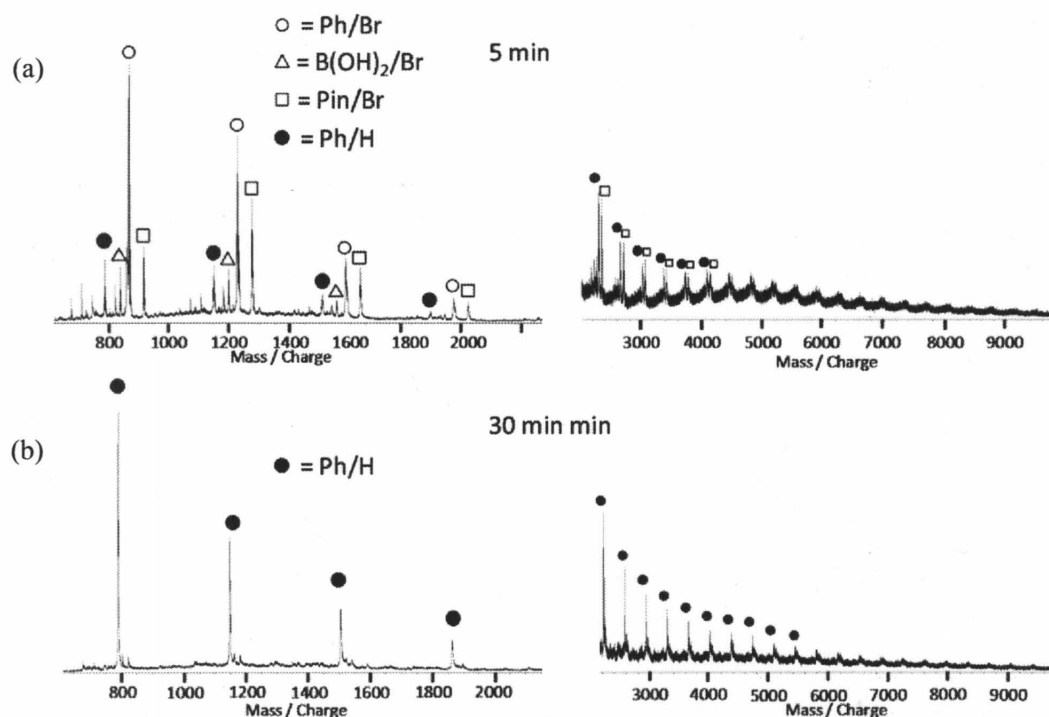 (a)
○ = Ph/Br
△ = B(OH)₂/Br
□ = Pin/Br
● = Ph/H
5 min
800 1000 1200 1400 1600 1800 2000
Mass / Charge
3000 4000 5000 6000 7000 8000 9000
Mass / Charge
(b)
30 min min
● = Ph/H
800 1000 1200 1400 1600 1800 2000
Mass / Charge
3000 4000 5000 6000 7000 8000 9000
Mass / Charge